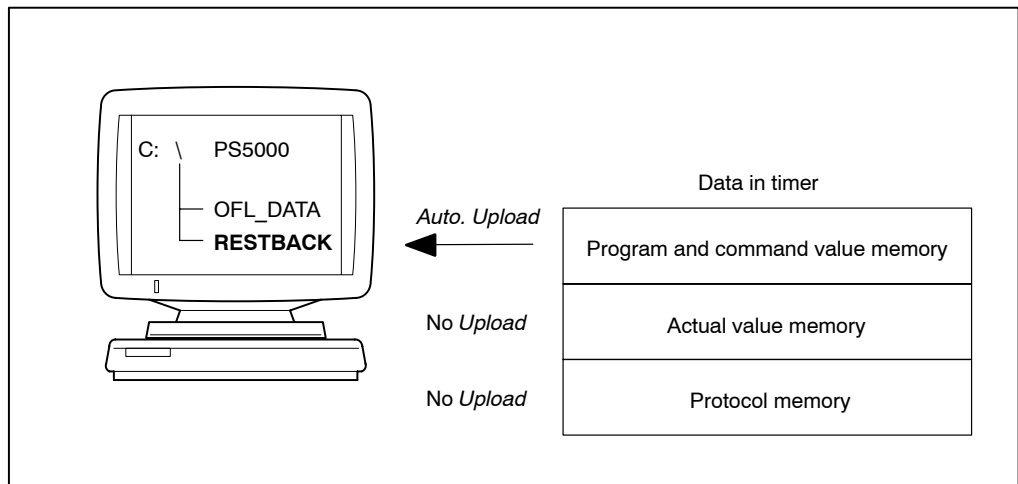 C: \ PS5000
OFL_DATA
RESTBACK
Data in timer
Auto. Upload
Program and command value memory
No Upload
Actual value memory
No Upload
Protocol memory